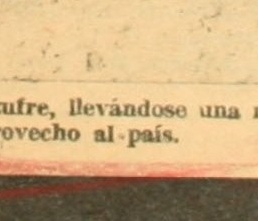 ufre, llevándose una
rovecho al país.